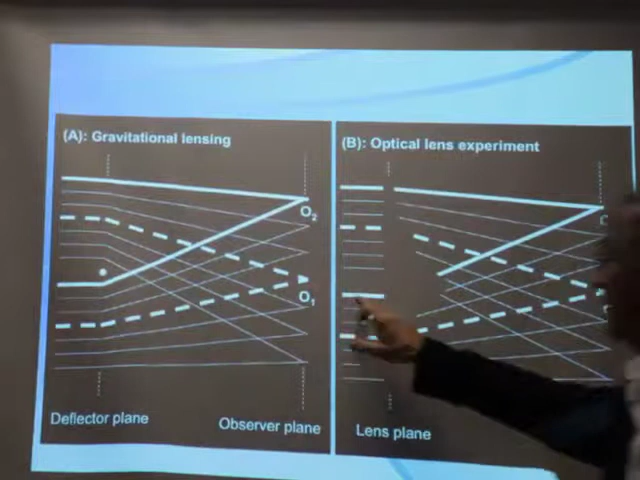 (A): Gravitational lensing
(B): Optical lens experiment
O₂
O₁
Deflector plane
Observer plane
Lens plane